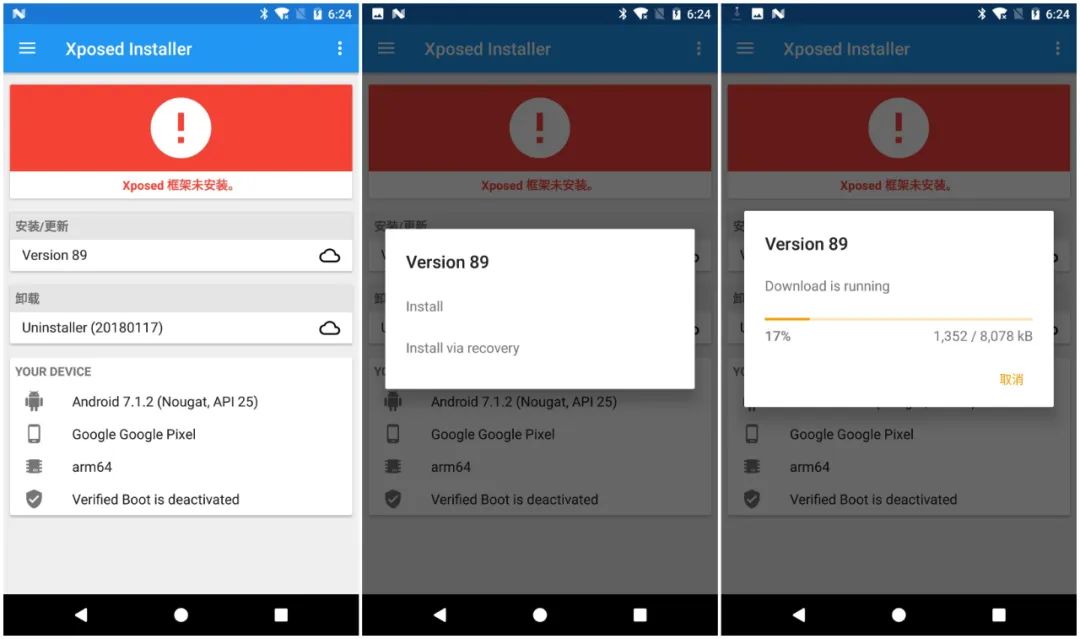 6:24
Xposed Installer
Xposed 框架未安装。
安装/更新
Version 89
卸载
Uninstaller (20180117)
YOUR DEVICE
Android 7.1.2 (Nougat, API 25)
Google Google Pixel
arm64
Verified Boot is deactivated
6:24
Xposed Installer
Xposed 框架未安装。
安装/更新
Version 89
Install
Install via recovery
Android 7.1.2 (Nougat, API 25)
Google Google Pixel
arm64
Verified Boot is deactivated
6:24
Xposed Installer
Xposed 框架未安装。
Version 89
Download is running
17% 1,352 / 8,078 kB
取消
Google Google Pixel
arm64
Verified Boot is deactivated